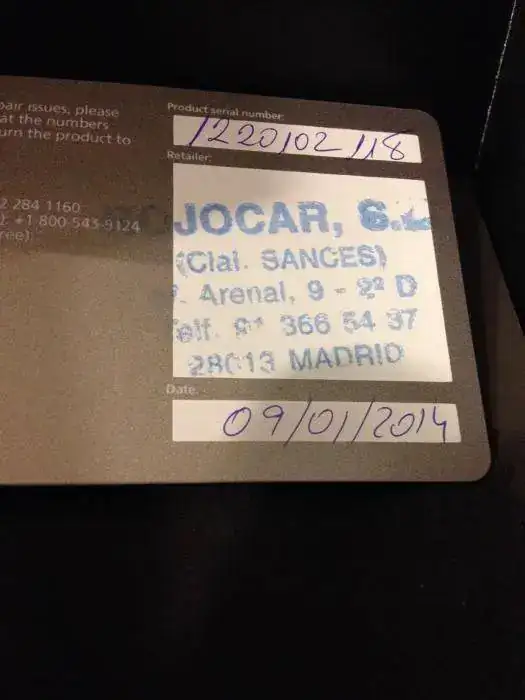 pair issues, please
at the numbers
urn the product to
2 284 1160
): +1 800-543-9124
ree):
Product serial number:
1220102 118
Retailer:
JOCAR, S.L
(Clal. SANCES)
. Arenal, 9 - 2º D
elf. 91 366 54 37
28013 MADRID
Date:
09/01/2014